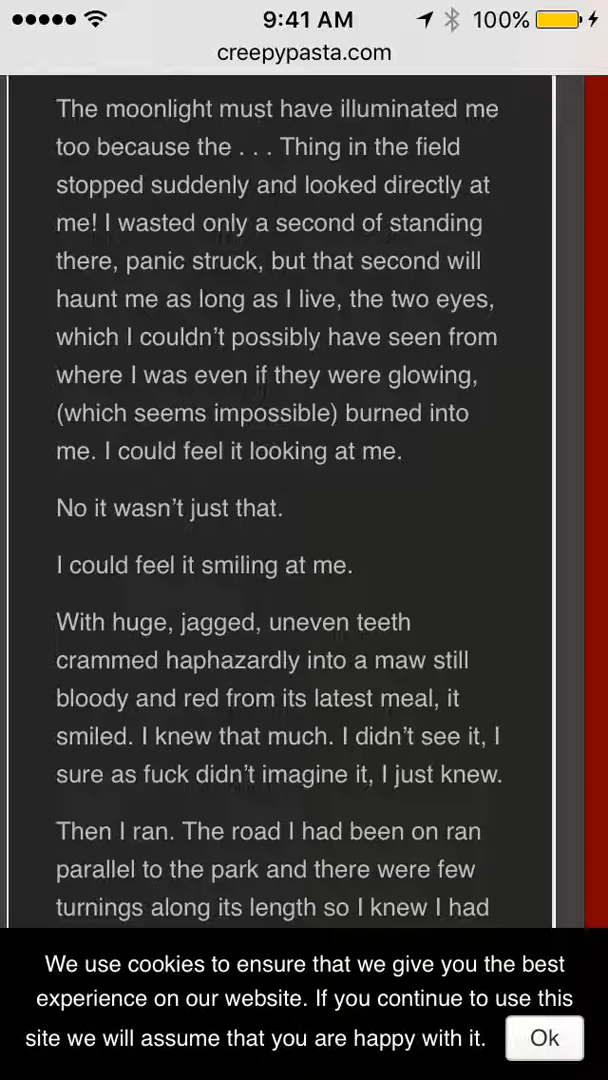 9:41 AM
100%
creepypasta.com
The moonlight must have illuminated me
too because the . . . Thing in the field
stopped suddenly and looked directly at
me! I wasted only a second of standing
there, panic struck, but that second will
haunt me as long as I live, the two eyes,
which I couldn’t possibly have seen from
where I was even if they were glowing,
(which seems impossible) burned into
me. I could feel it looking at me.
No it wasn’t just that.
I could feel it smiling at me.
With huge, jagged, uneven teeth
crammed haphazardly into a maw still
bloody and red from its latest meal, it
smiled. I knew that much. I didn’t see it, I
sure as fuck didn’t imagine it, I just knew.
Then I ran. The road I had been on ran
parallel to the park and there were few
turnings along its length so I knew I had
We use cookies to ensure that we give you the best
experience on our website. If you continue to use this
site we will assume that you are happy with it. Ok